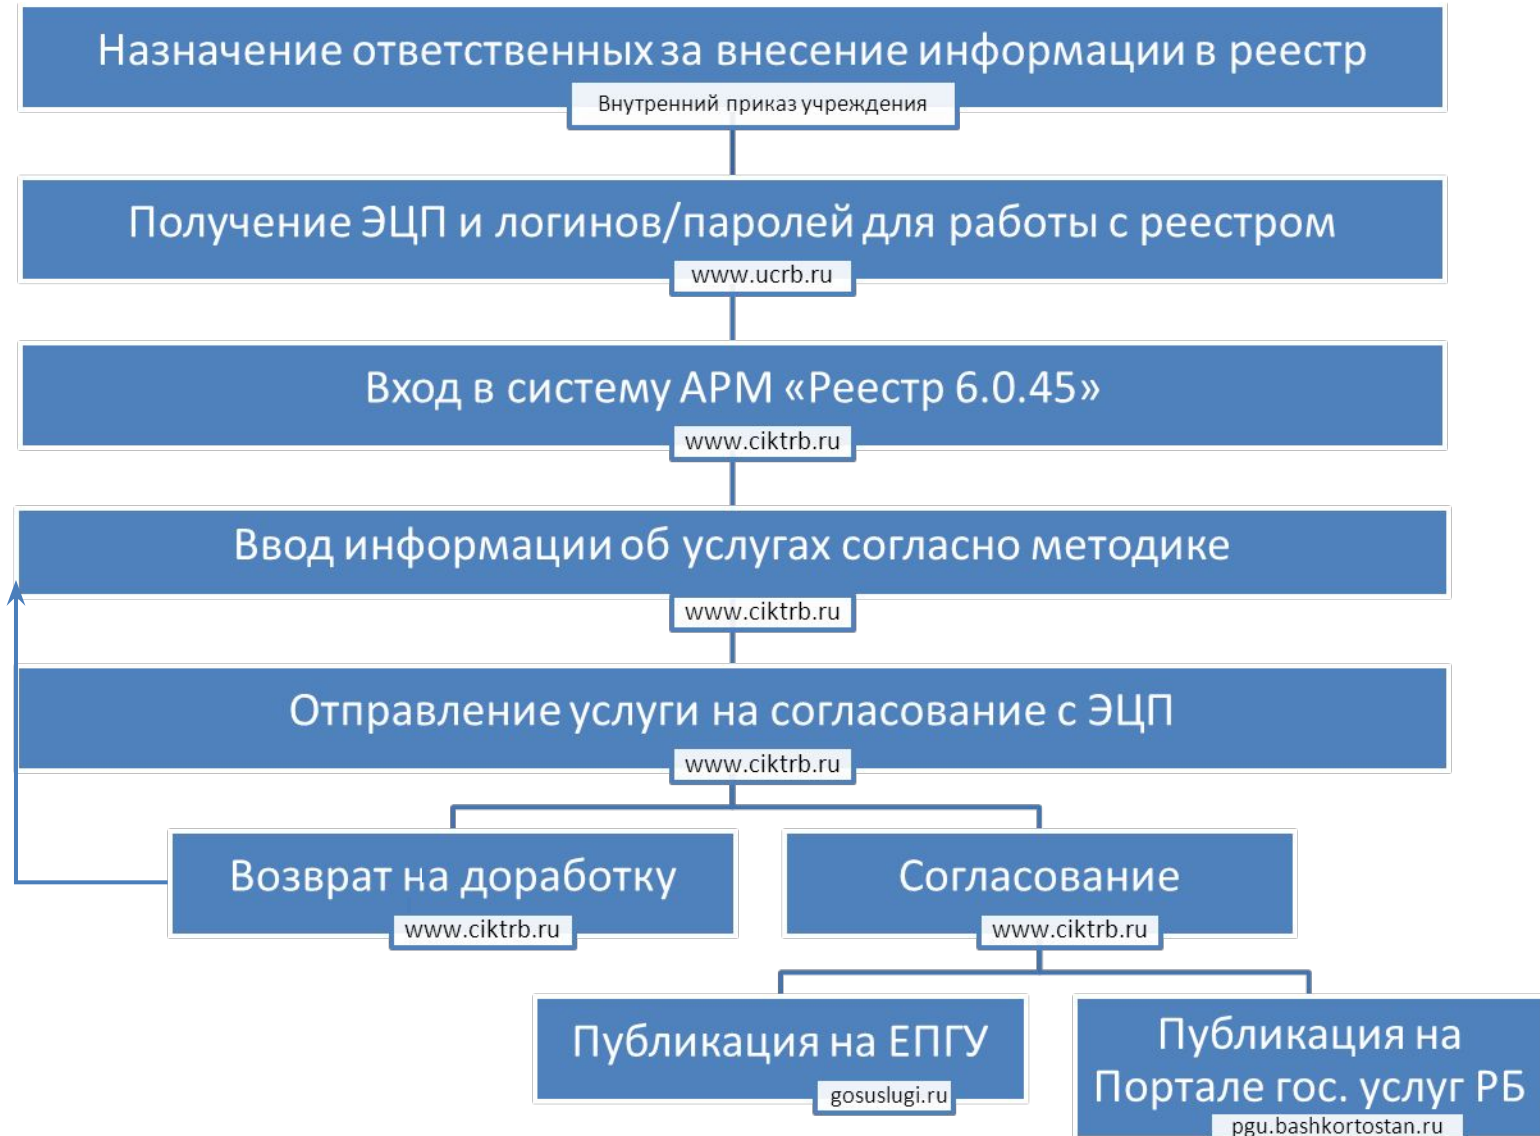 Назначение ответственных за внесение информации в реестр
Внутренний приказ учреждения
Получение ЭЦП и логинов/паролей для работы с реестром
www.ucrb.ru
Вход в систему АРМ «Реестр 6.0.45»
www.ciktrb.ru
Ввод информации об услугах согласно методике
www.ciktrb.ru
Отправление услуги на согласование с ЭЦП
www.ciktrb.ru
Возврат на доработку
www.ciktrb.ru
Согласование
www.ciktrb.ru
Публикация на ЕПГУ
gosuslugi.ru
Публикация на
Портале гос. услуг РБ
pgu.bashkortostan.ru